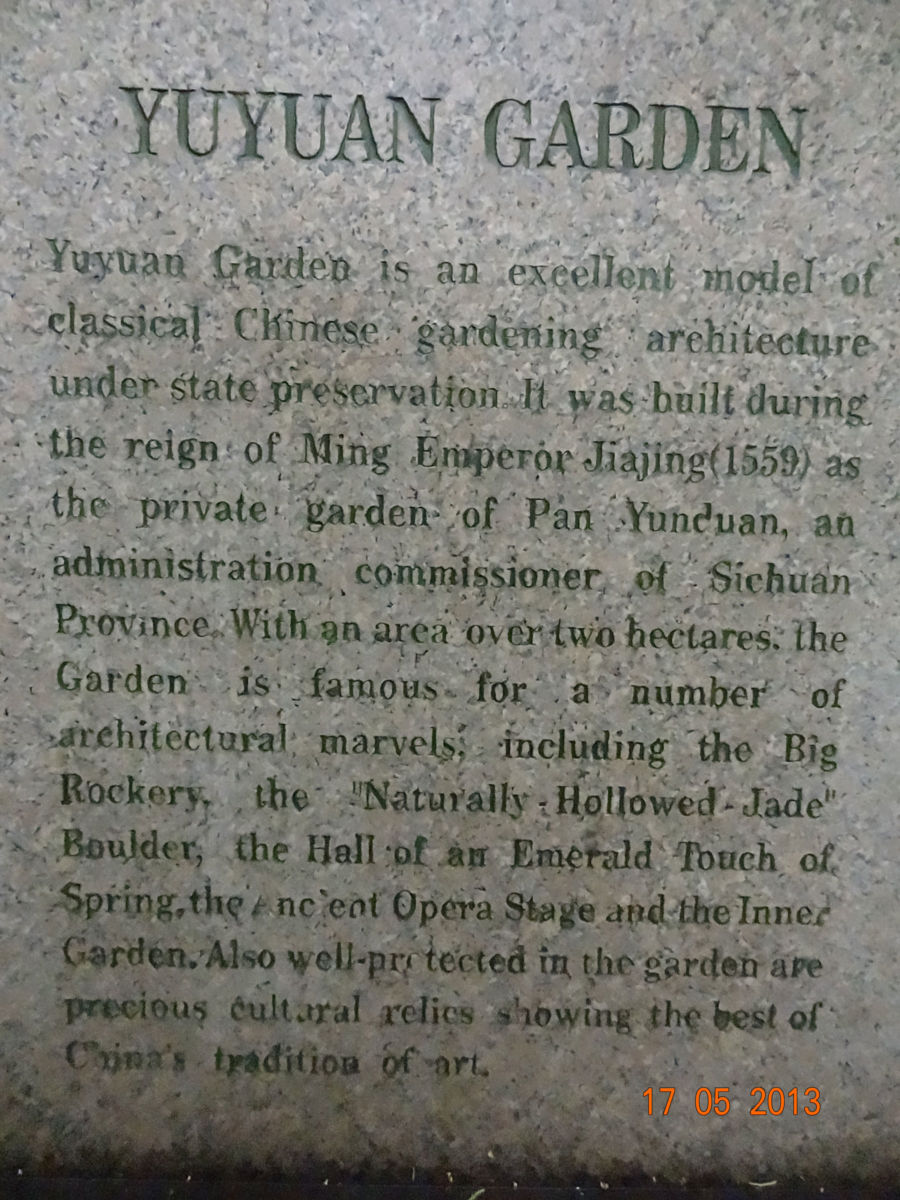 YUYUAN GARDEN
Yuyuan Garden is an excellent model of
classical Chinese gardening architecture
under state preservation. It was built during
the reign of Ming Emperor Jiajing(1559) as
the private garden of Pan Yunduan, an
administration commissioner of Sichuan
Province. With an area over two hectares. the
Garden is famous for a number of
architectural marvels, including the Big
Rockery, the "Naturally-Hollowed-Jade"
Boulder, the Hall of an Emerald Touch of
Spring, the Ancient Opera Stage and the Inner
Garden. Also well-protected in the garden are
precious cultural relics showing the best of
China's tradition of art.
17 05 2013